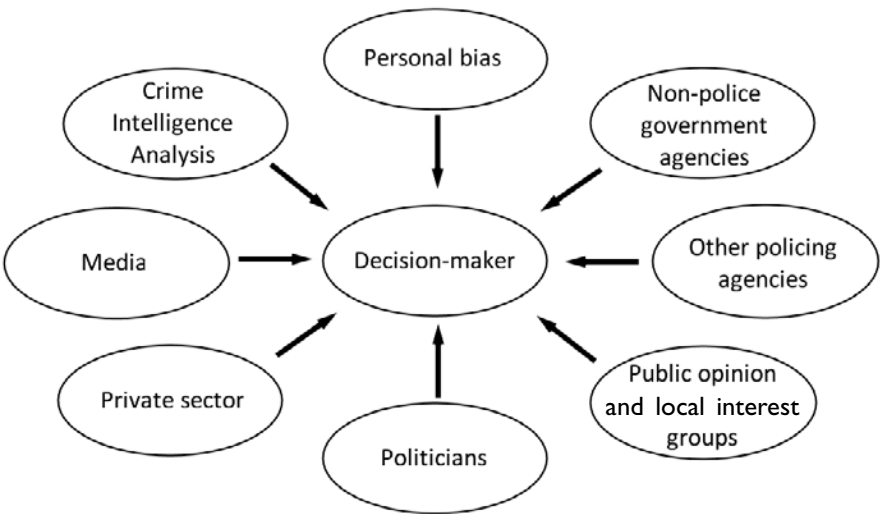 Personal bias
Crime
Intelligence
Analysis
Non-police
government
agencies
Media
Decision-maker
Other policing
agencies
Private sector
Politicians
Public opinion
and local interest
groups